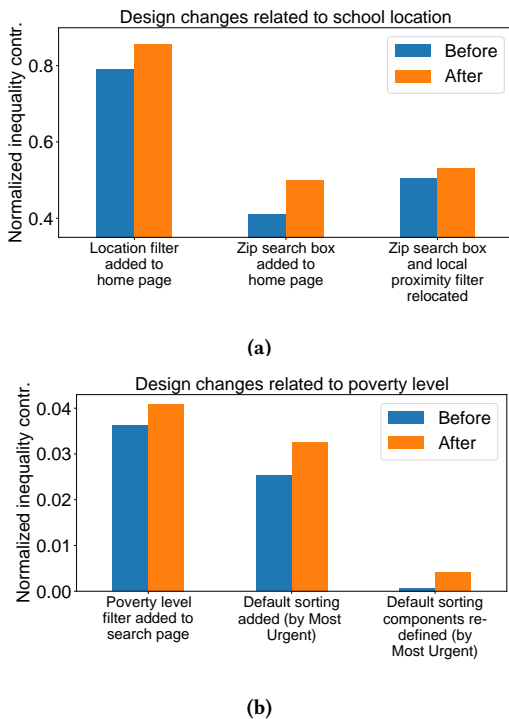 Design changes related to school location
Normalized inequality contr.
0.8
0.6
0.4
Before
After
Location filter
added to
home page
Zip search box
added to
home page
Zip search box
and local
proximity filter
relocated
(a)
Design changes related to poverty level
Normalized inequality contr.
0.04
0.03
0.02
0.01
0.00
Before
After
Poverty level
filter added to
search page
Default sorting
added (by Most
Urgent)
Default sorting
components re-
defined (by
Most Urgent)
(b)